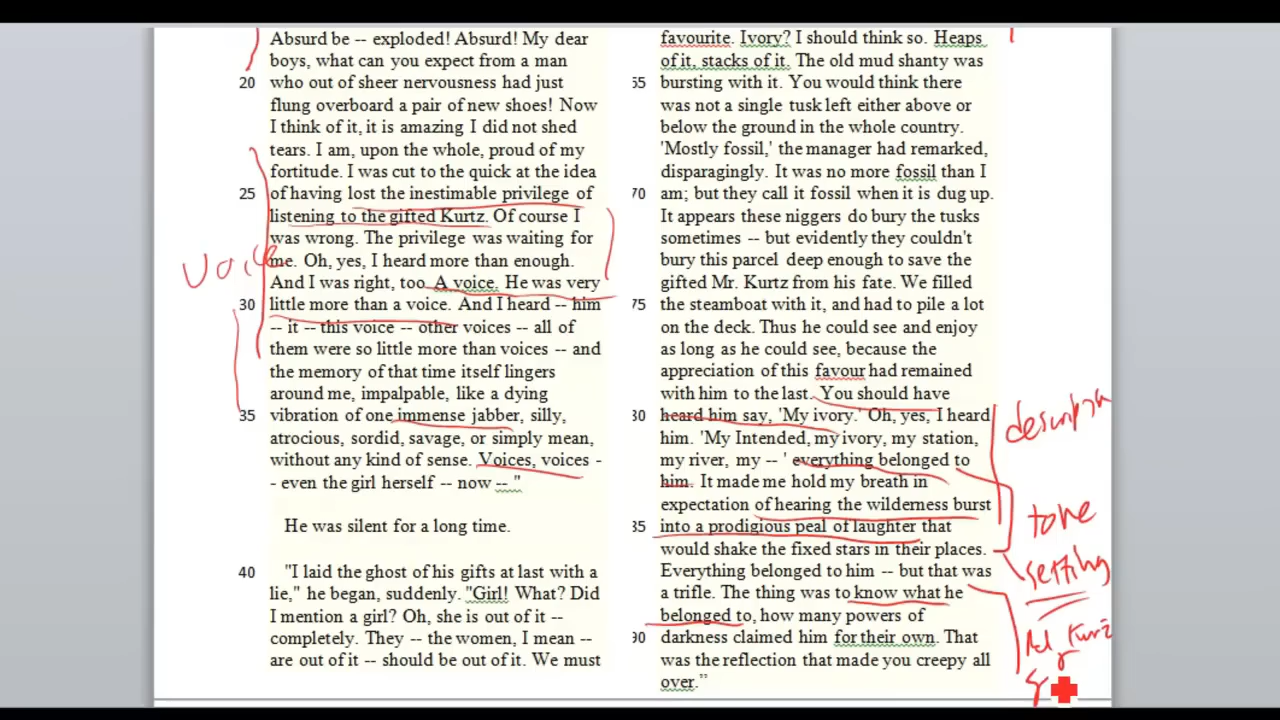 Absurd be -- exploded! Absurd! My dear
boys, what can you expect from a man
20 who out of sheer nervousness had just
flung overboard a pair of new shoes! Now
I think of it, it is amazing I did not shed
tears. I am, upon the whole, proud of my
fortitude. I was cut to the quick at the idea
25 of having lost the inestimable privilege of
listening to the gifted Kurtz. Of course I
was wrong. The privilege was waiting for
me. Oh, yes, I heard more than enough.
And I was right, too. A voice. He was very
30 little more than a voice. And I heard -- him
-- it -- this voice -- other voices -- all of
them were so little more than voices -- and
the memory of that time itself lingers
around me, impalpable, like a dying
35 vibration of one immense jabber, silly,
atrocious, sordid, savage, or simply mean,
without any kind of sense. Voices, voices -
- even the girl herself -- now -- "
He was silent for a long time.
40 "I laid the ghost of his gifts at last with a
lie," he began, suddenly. "Girl! What? Did
I mention a girl? Oh, she is out of it --
completely. They -- the women, I mean --
are out of it -- should be out of it. We must
voice
favourite. Ivory? I should think so. Heaps
of it, stacks of it. The old mud shanty was
55 bursting with it. You would think there
was not a single tusk left either above or
below the ground in the whole country.
'Mostly fossil,' the manager had remarked,
disparagingly. It was no more fossil than I
70 am; but they call it fossil when it is dug up.
It appears these niggers do bury the tusks
sometimes -- but evidently they couldn't
bury this parcel deep enough to save the
gifted Mr. Kurtz from his fate. We filled
75 the steamboat with it, and had to pile a lot
on the deck. Thus he could see and enjoy
as long as he could see, because the
appreciation of this favour had remained
with him to the last. You should have
30 heard him say, 'My ivory.' Oh, yes, I heard
him. 'My Intended, my ivory, my station,
my river, my -- ' everything belonged to
him. It made me hold my breath in
expectation of hearing the wilderness burst
35 into a prodigious peal of laughter that
would shake the fixed stars in their places.
Everything belonged to him -- but that was
a trifle. The thing was to know what he
belonged to, how many powers of
90 darkness claimed him for their own. That
was the reflection that made you creepy all
over.”
tone
setting